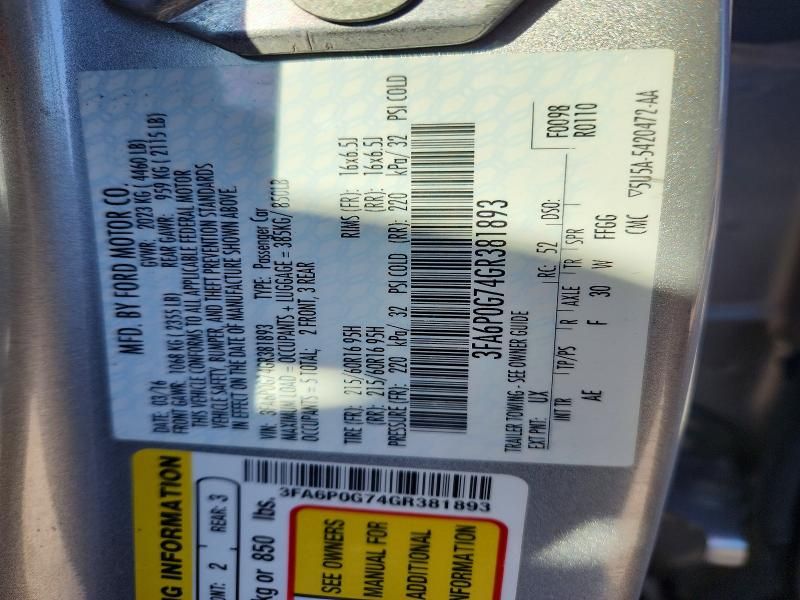 MFD. BY FORD MOTOR CO.
DATE: 03/16 GVWR: 2023 KG ( 4460 LB)
FRONT GAWR: 1068 KG ( 2355 LB) REAR GAWR: 959 KG ( 2115 LB)
THIS VEHICLE CONFORMS TO ALL APPLICABLE FEDERAL MOTOR
VEHICLE SAFETY, BUMPER, AND THEFT PREVENTION STANDARDS
IN EFFECT ON THE DATE OF MANUFACTURE SHOWN ABOVE
VIN: 3FA6P0G74GR381893 TYPE: Passenger Car
MAXIMUM LOAD = OCCUPANTS + LUGGAGE = 385KG/ 850LB
OCCUPANTS = 5 TOTAL: 2 FRONT, 3 REAR
TIRE (FR): 215/60R16 95H RIMS (FR): 16x6.5J
(RR): 215/60R16 95H (RR): 16x6.5J
PRESSURE (FR): 220 kPa/ 32 PSI COLD (RR): 220 kPa/ 32 PSI COLD
3FA6P0G74GR381893
TRAILER TOWING - SEE OWNER GUIDE F0098
R0110
EXT PNT: UX RC: 52 DSO:
INT TR TP/PS R AXLE TR SPR
AE F 30 W FFGG
CMC ▽5U5A-5420472-AA
NG INFORMATION
ONT: 2 REAR: 3
kg or 850 lbs.
3FA6P0G74GR381893
SEE OWNERS
MANUAL FOR
ADDITIONAL
INFORMATION